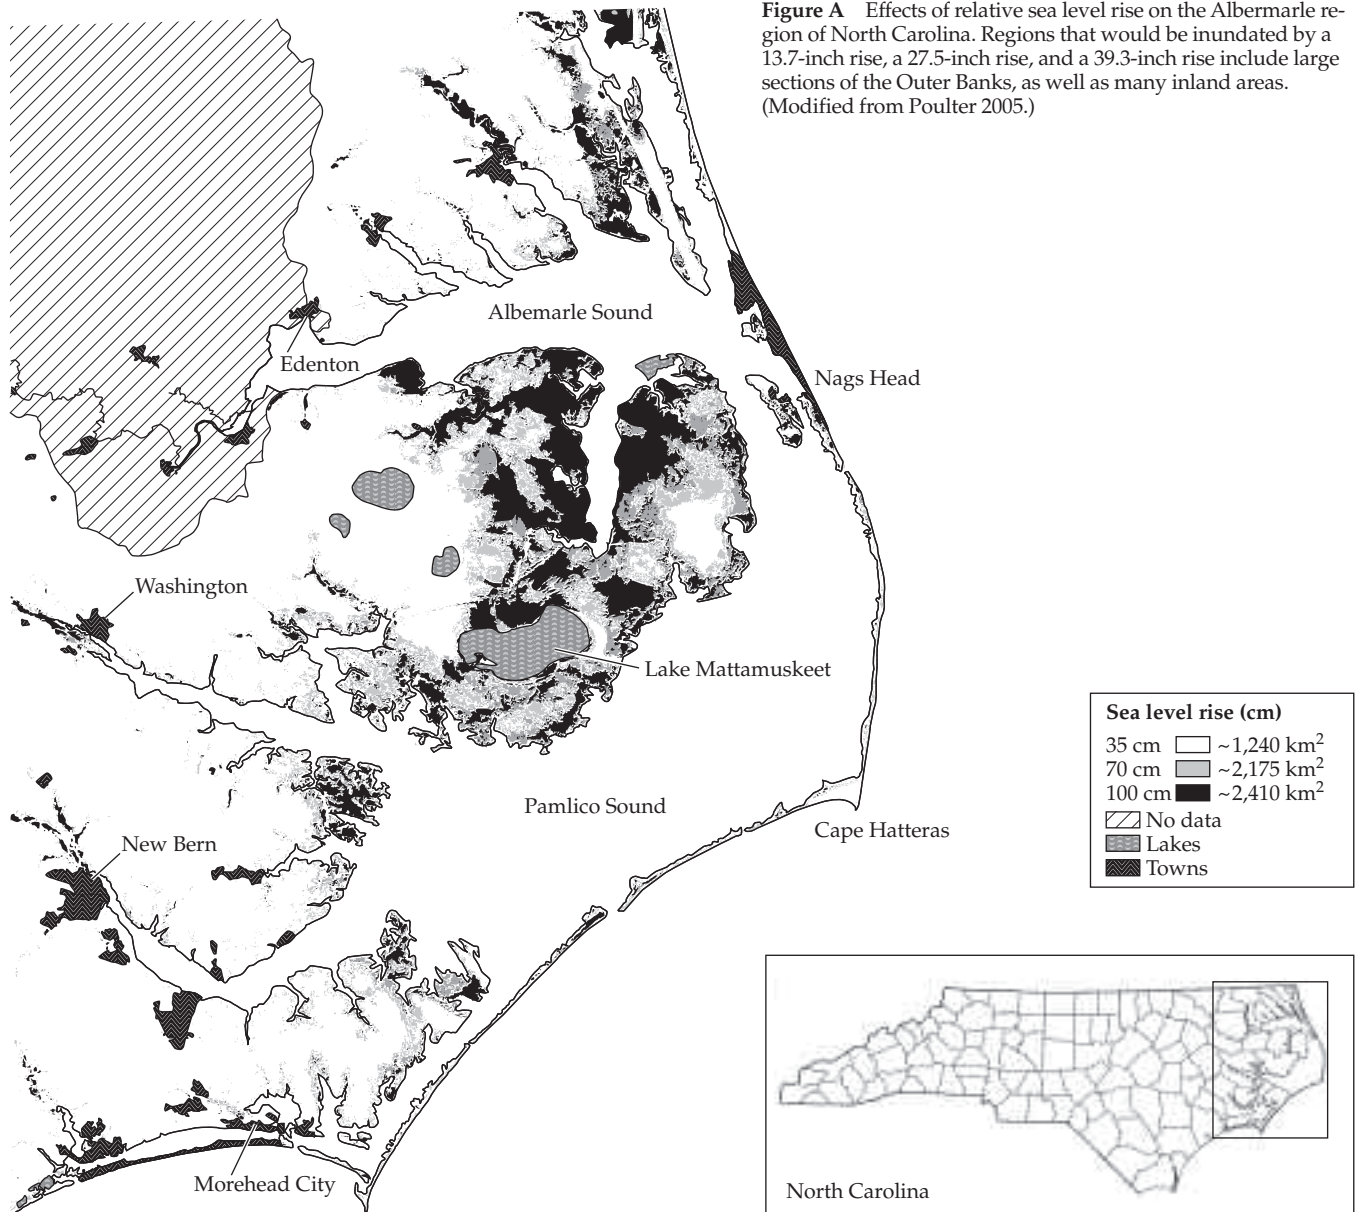 Figure A Effects of relative sea level rise on the Albermarle re-
gion of North Carolina. Regions that would be inundated by a
13.7-inch rise, a 27.5-inch rise, and a 39.3-inch rise include large
sections of the Outer Banks, as well as many inland areas.
(Modified from Poulter 2005.)
Albemarle Sound
Edenton
Nags Head
Washington
Lake Mattamuskeet
Pamlico Sound
Cape Hatteras
New Bern
Morehead City
Sea level rise (cm)
35 cm ~1,240 km²
70 cm ~2,175 km²
100 cm ~2,410 km²
No data
Lakes
Towns
North Carolina